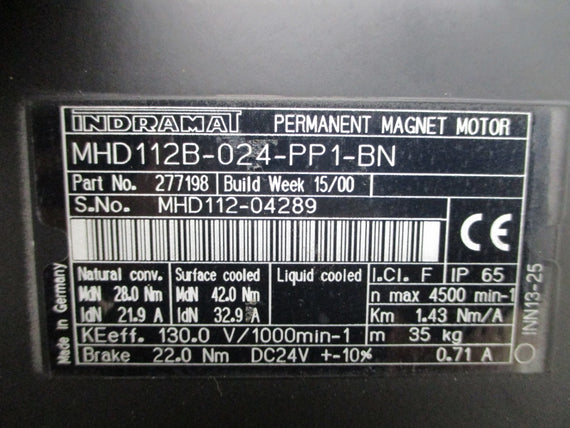 INDRAMAT PERMANENT MAGNET MOTOR
MHD112B-024-PP1-BN
Part No. 277198 Build Week 15/00
S.No. MHD112-04289
CE
Natural conv. Surface cooled Liquid cooled I.Cl. F IP 65
MdN 28.0 Nm MdN 42.0 Nm n max 4500 min-1
IdN 21.9 A IdN 32.9 A Km 1.43 Nm/A
KEeff. 130.0 V/1000min-1 m 35 kg
Brake 22.0 Nm DC24V +-10% 0.71 A
Made in Germany
INN13-25